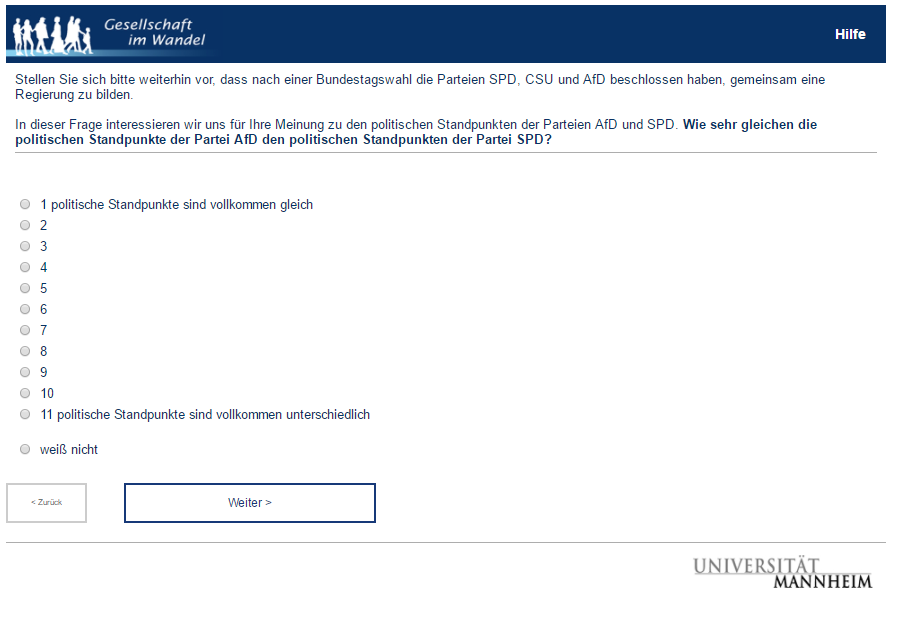 Gesellschaft
im Wandel
Hilfe
Stellen Sie sich bitte weiterhin vor, dass nach einer Bundestagswahl die Parteien SPD, CSU und AfD beschlossen haben, gemeinsam eine
Regierung zu bilden.
In dieser Frage interessieren wir uns für Ihre Meinung zu den politischen Standpunkten der Parteien AfD und SPD. Wie sehr gleichen die
politischen Standpunkte der Partei AfD den politischen Standpunkten der Partei SPD?
1 politische Standpunkte sind vollkommen gleich
2
3
4
5
6
7
8
9
10
11 politische Standpunkte sind vollkommen unterschiedlich
weiß nicht
< Zurück
Weiter >
UNIVERSITÄT
MANNHEIM